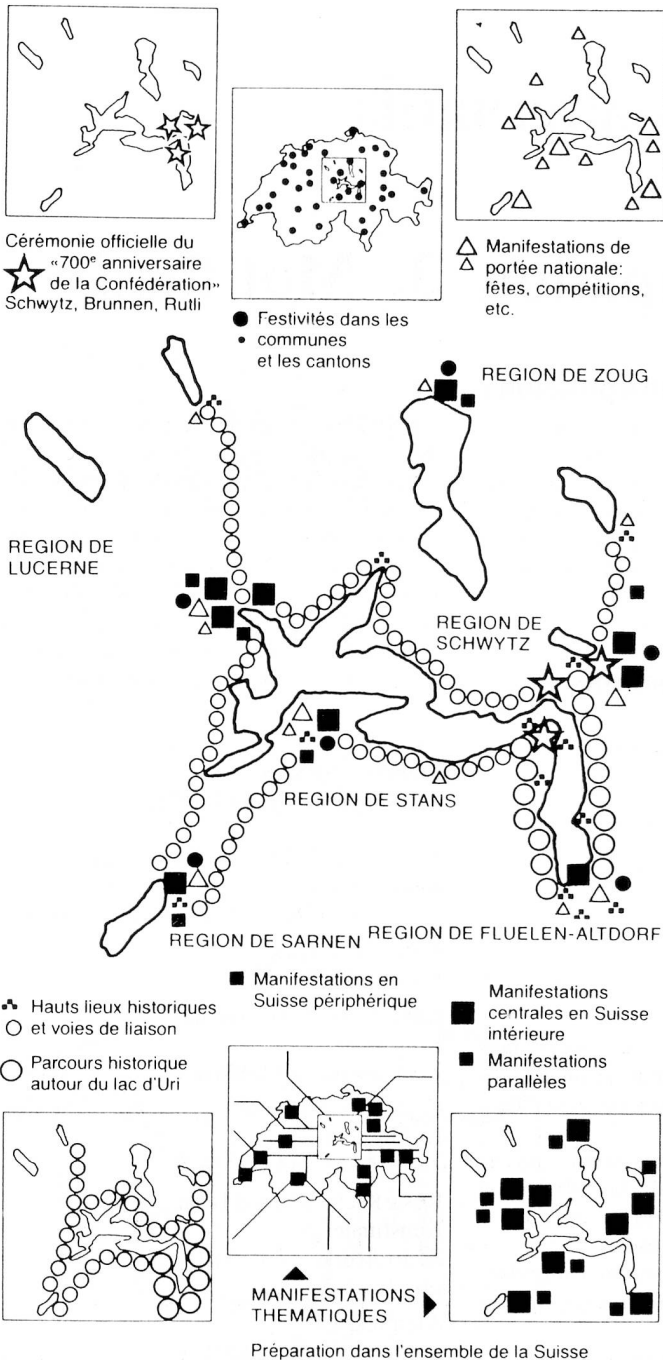 Cérémonie officielle du
«700e anniversaire
de la Confédération»
Schwytz, Brunnen, Rutli
Festivités dans les
communes
et les cantons
Manifestations de
portée nationale:
fêtes, compétitions,
etc.
REGION DE ZOUG
REGION DE
LUCERNE
REGION DE
SCHWYTZ
REGION DE STANS
REGION DE SARNEN
REGION DE FLUELEN-ALTDORF
Hauts lieux historiques
et voies de liaison
Parcours historique
autour du lac d'Uri
Manifestations en
Suisse périphérique
Manifestations
centrales en Suisse
intérieure
Manifestations
parallèles
MANIFESTATIONS
THEMATIQUES
Préparation dans l'ensemble de la Suisse